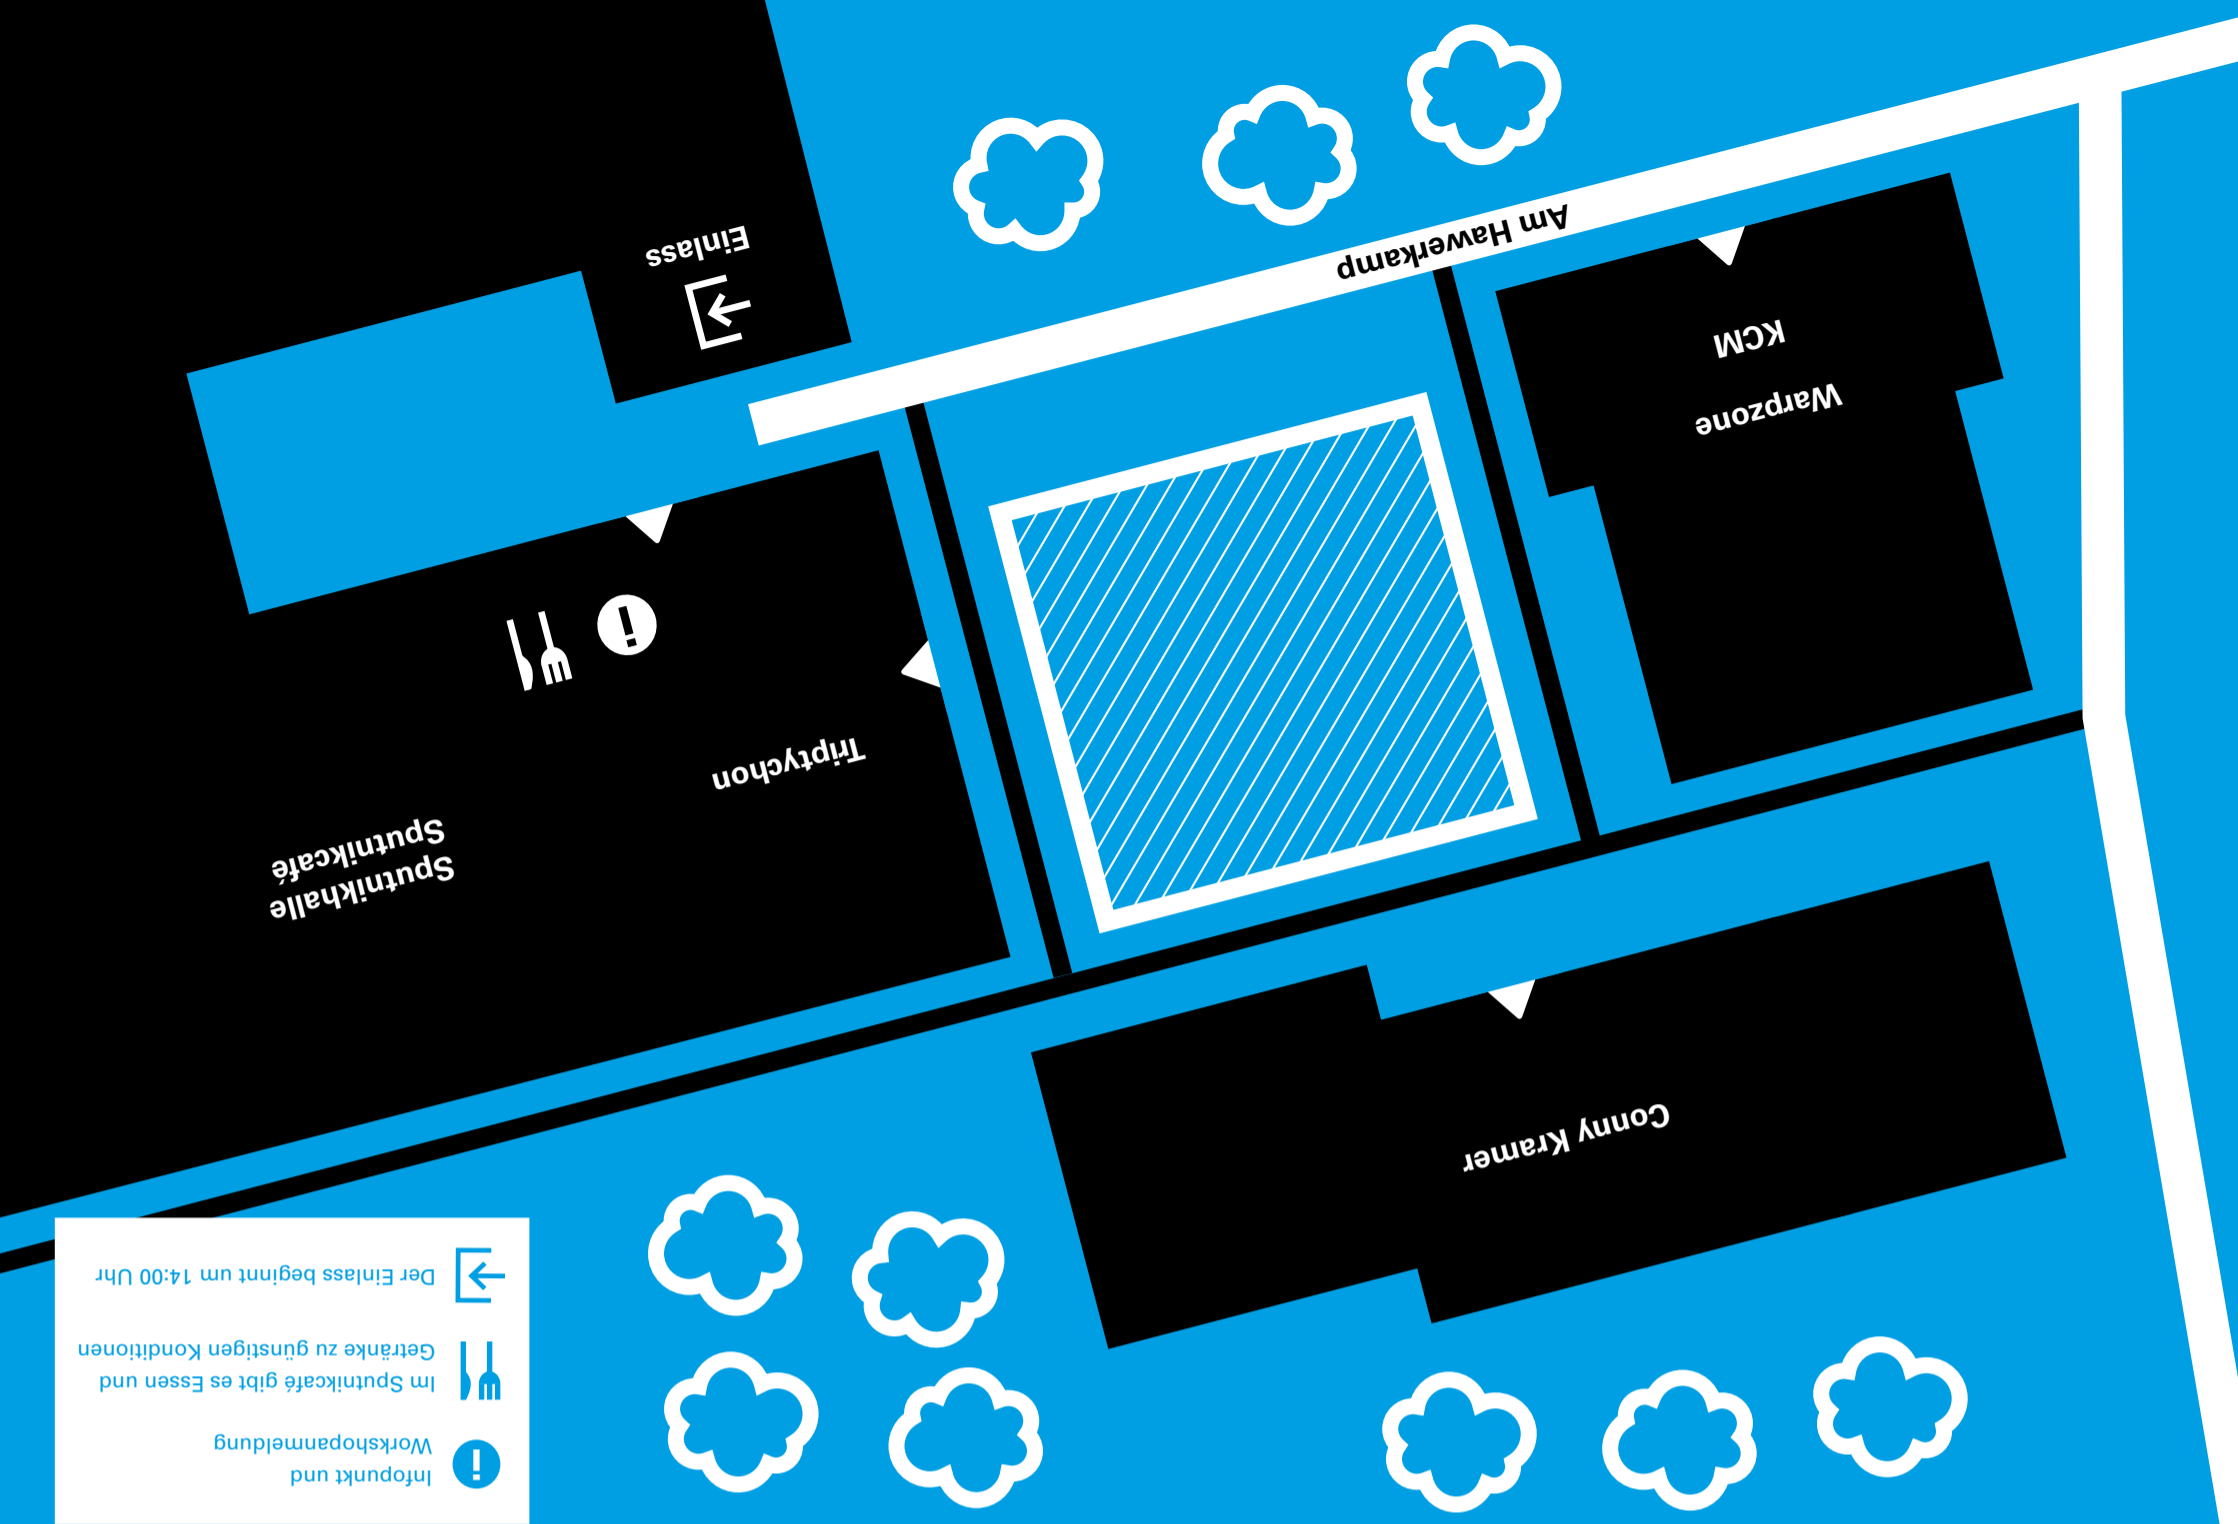 Infopunkt und
Workshopanmeldung
Im Sputnikcafé gibt es Essen und
Getränke zu günstigen Konditionen
Der Einlass beginnt um 14:00 Uhr
Conny Kramer
Sputnikhalle
Sputnikcafé
Triptychon
Warpzone
KCM
Am Hawerkamp
Einlass